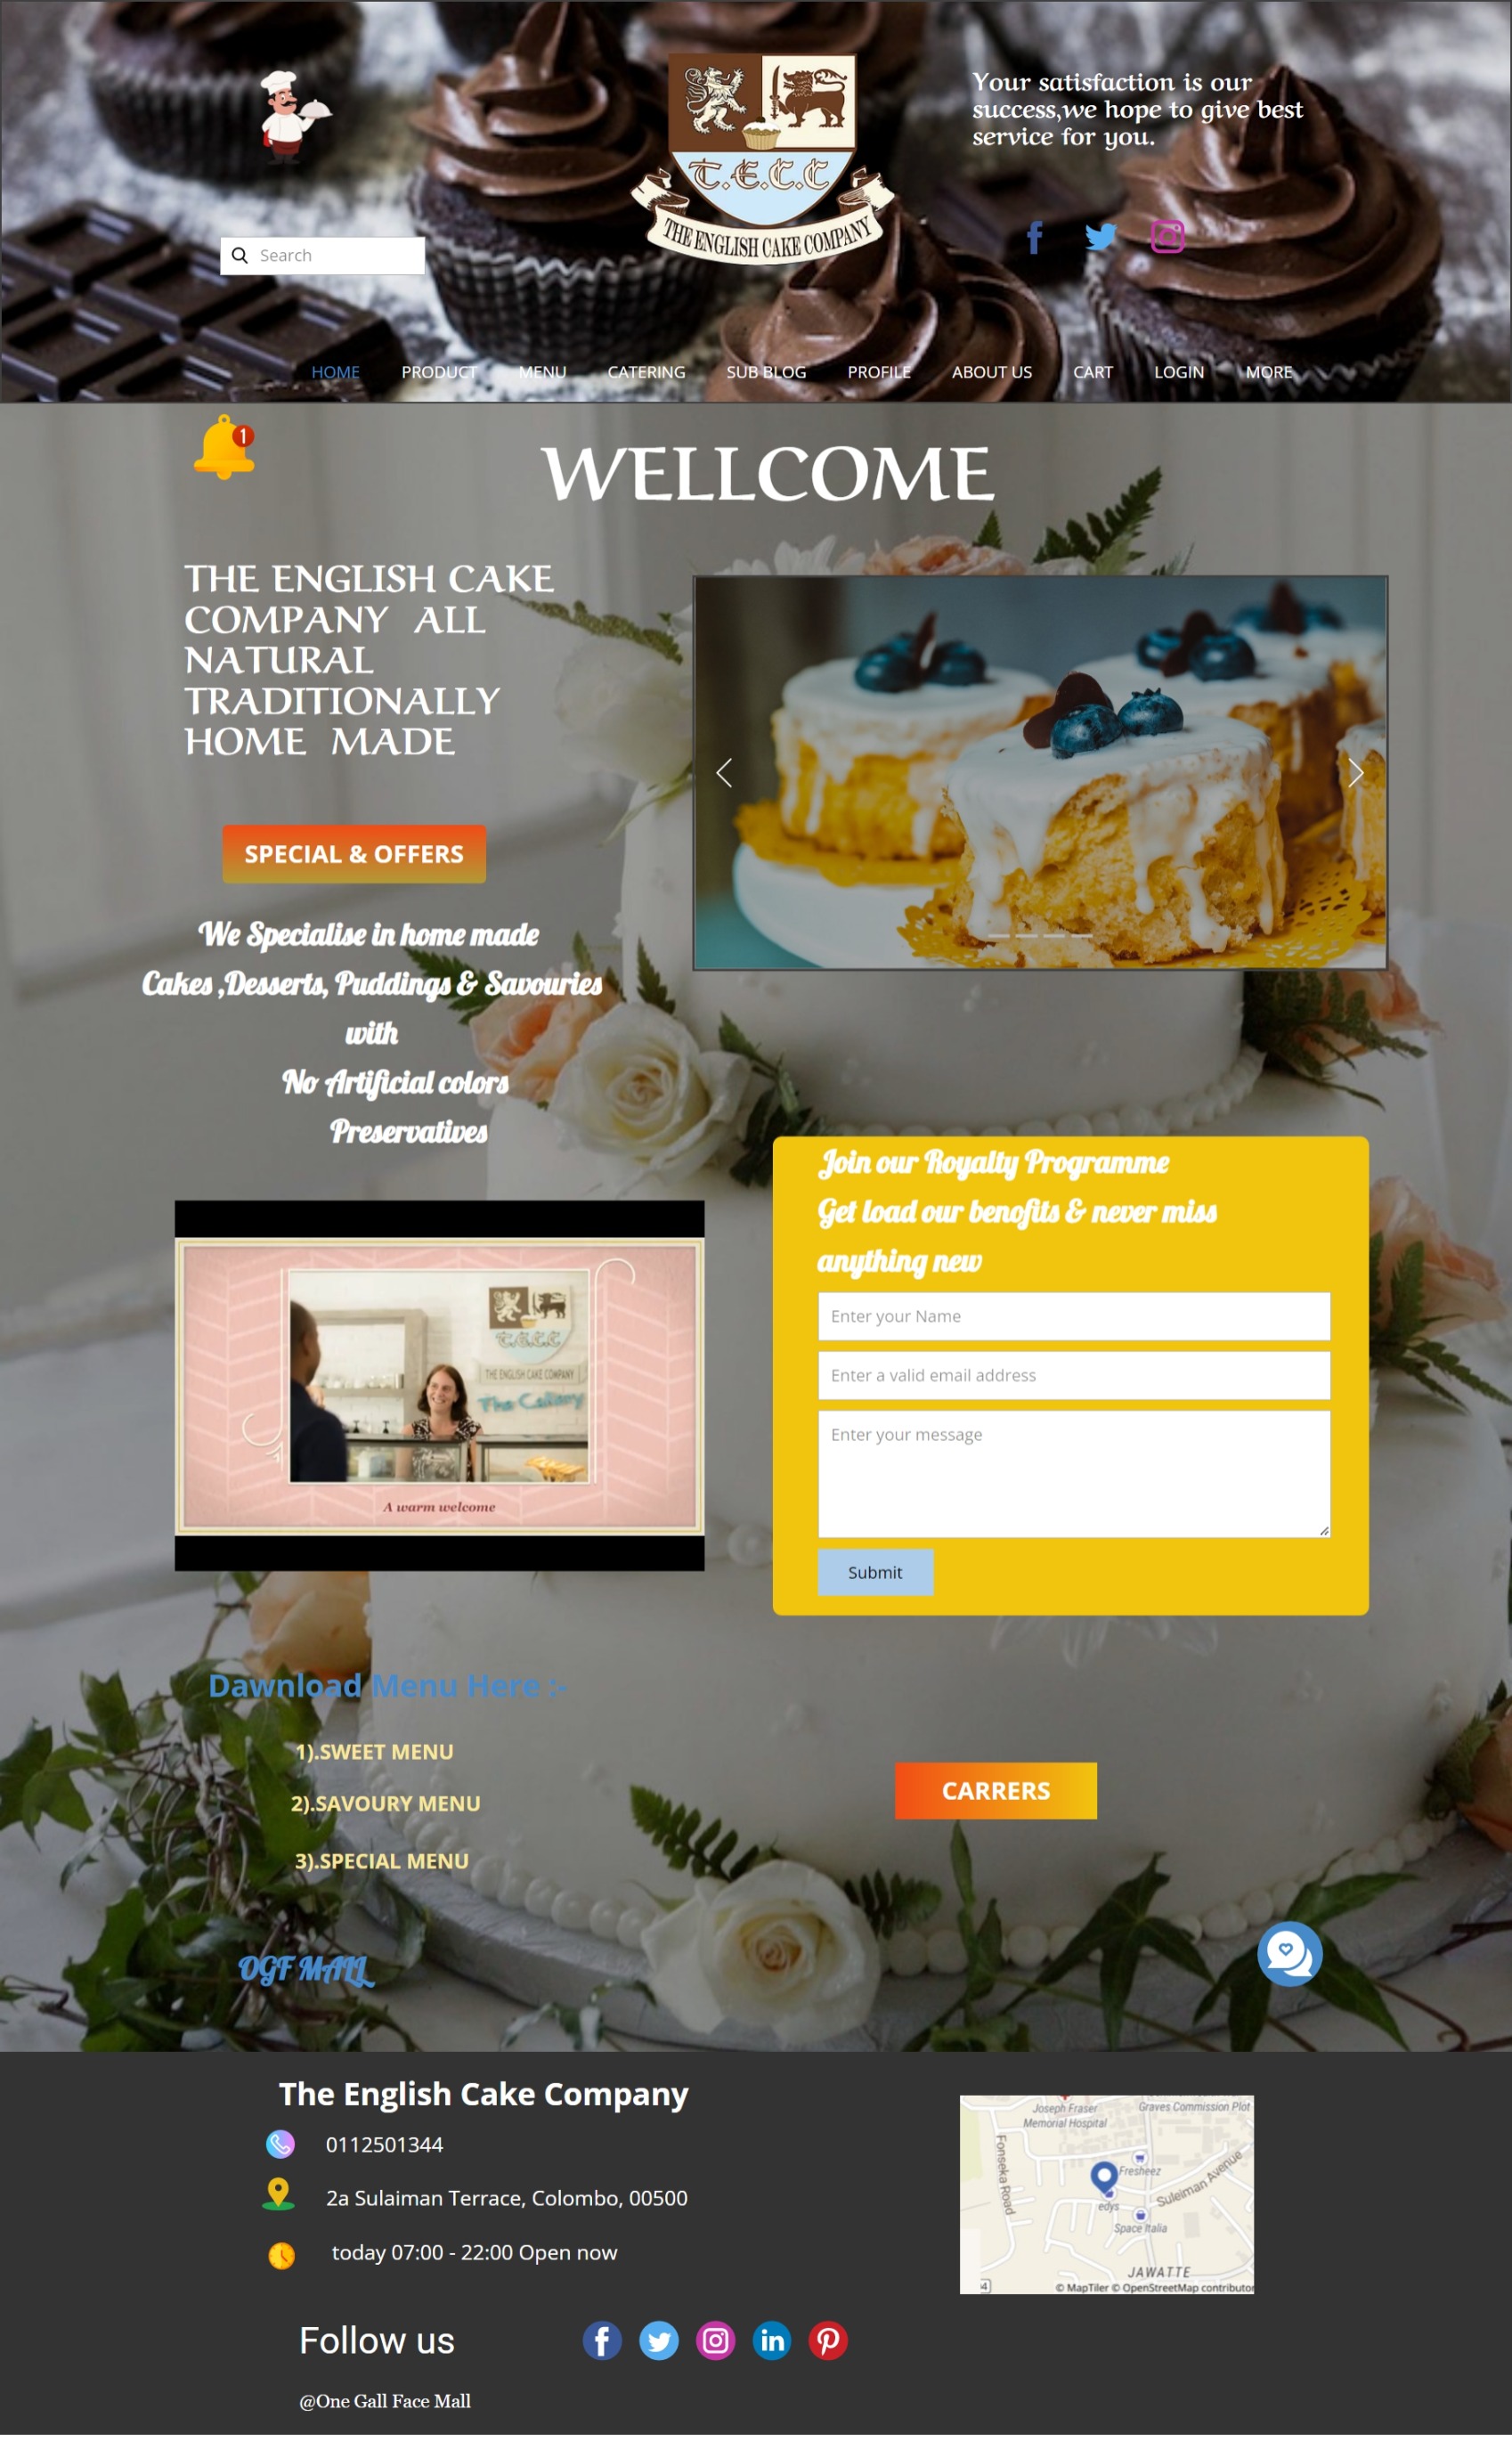 T.E.C.C
THE ENGLISH CAKE COMPANY
Your satisfaction is our
success,we hope to give best
service for you.
Search
HOME PRODUCT MENU CATERING SUB BLOG PROFILE ABOUT US CART LOGIN MORE
1
WELLCOME
THE ENGLISH CAKE
COMPANY ALL
NATURAL
TRADITIONALLY
HOME MADE
SPECIAL & OFFERS
We Specialise in home made
Cakes ,Desserts, Puddings & Savouries
with
No Artificial colors
Preservatives
Join our Royalty Programme
Get load our benofits & never miss
anything new
Enter your Name
Enter a valid email address
Enter your message
Submit
T.E.C.C
THE ENGLISH CAKE COMPANY
The Cakery
A warm welcome
Dawnload Menu Here :-
1).SWEET MENU
2).SAVOURY MENU
3).SPECIAL MENU
CARRERS
OGF MALL
The English Cake Company
0112501344
2a Sulaiman Terrace, Colombo, 00500
today 07:00 - 22:00 Open now
Joseph Fraser
Memorial Hospital
Graves Commission Plot
Fonseka Road
Fresheez
Suleiman Avenue
edys
Space Italia
JAWATTE
© MapTiler © OpenStreetMap contributor
Follow us
@One Gall Face Mall